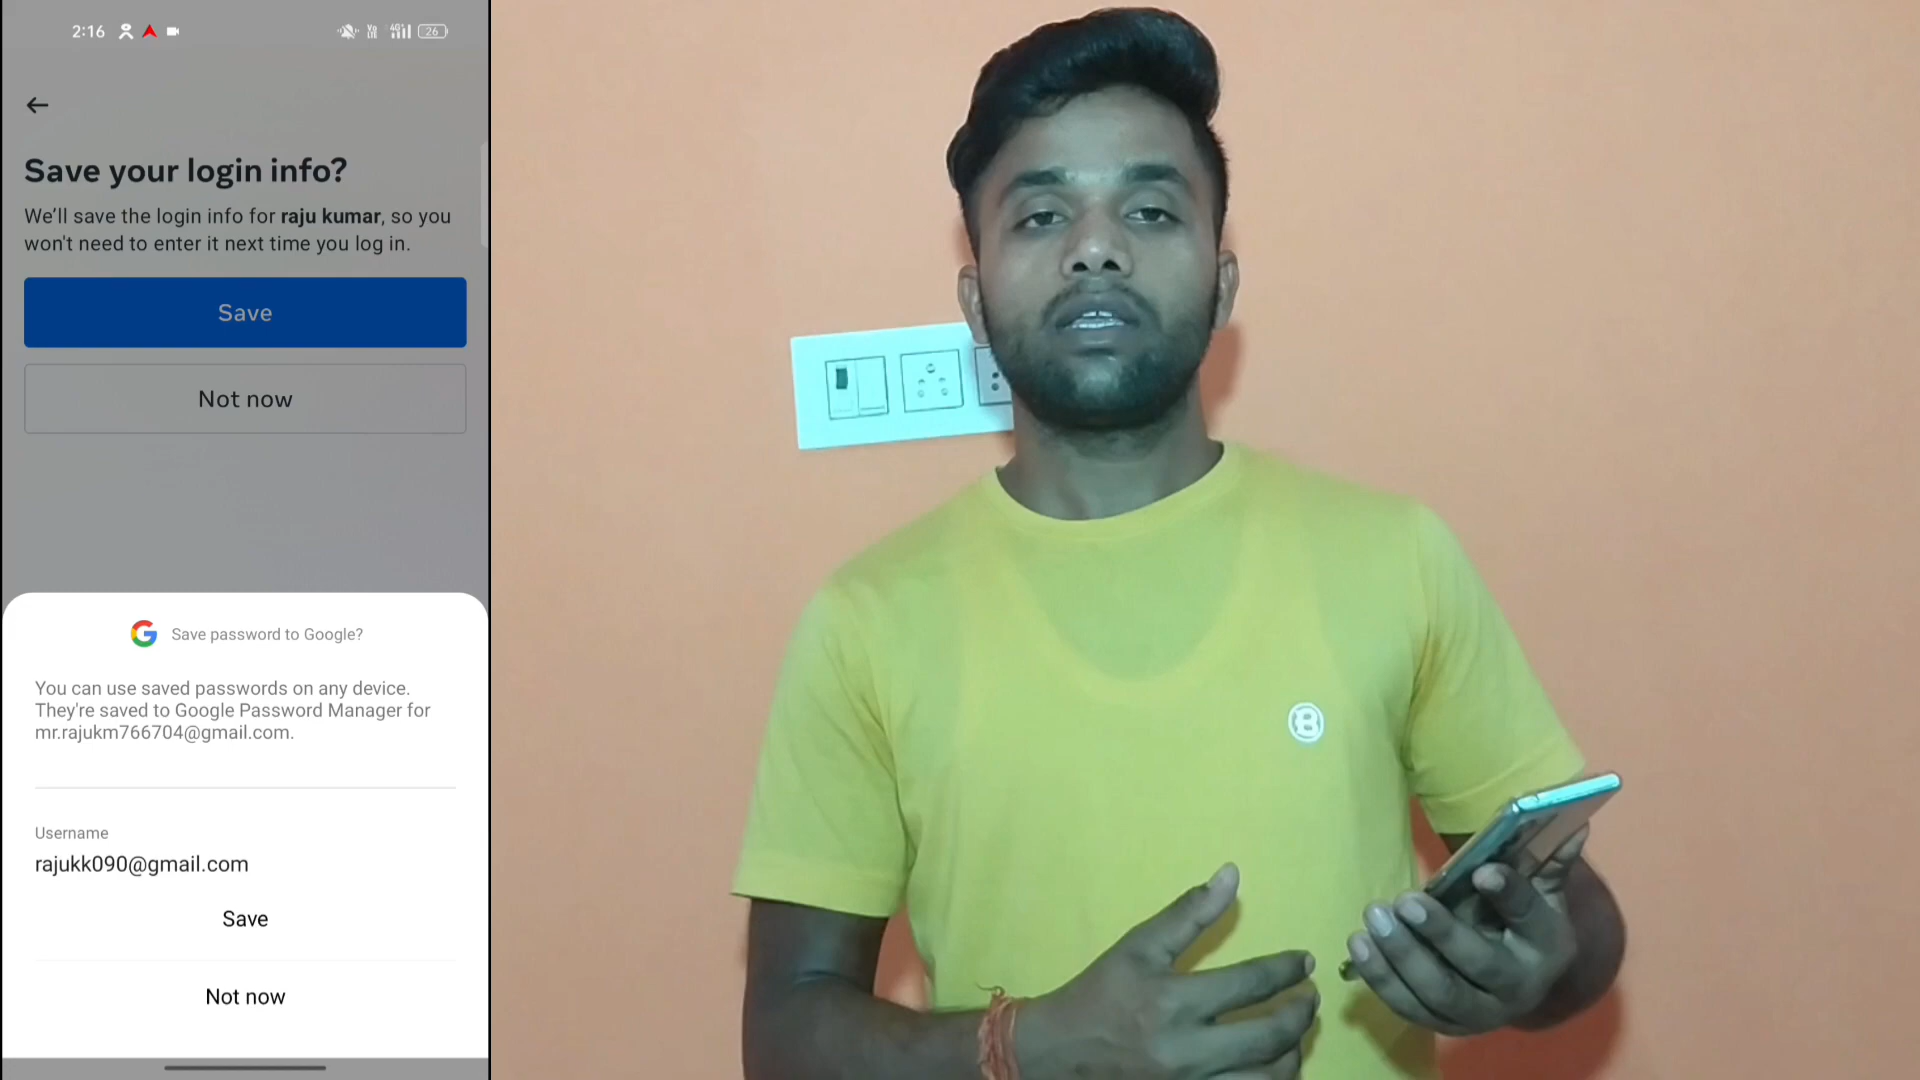 2:16
4G+
26
Save your login info?
We'll save the login info for raju kumar, so you
won't need to enter it next time you log in.
Save
Not now
Save password to Google?
You can use saved passwords on any device.
They're saved to Google Password Manager for
mr.rajukm766704@gmail.com.
Username
rajukk090@gmail.com
Save
Not now
B